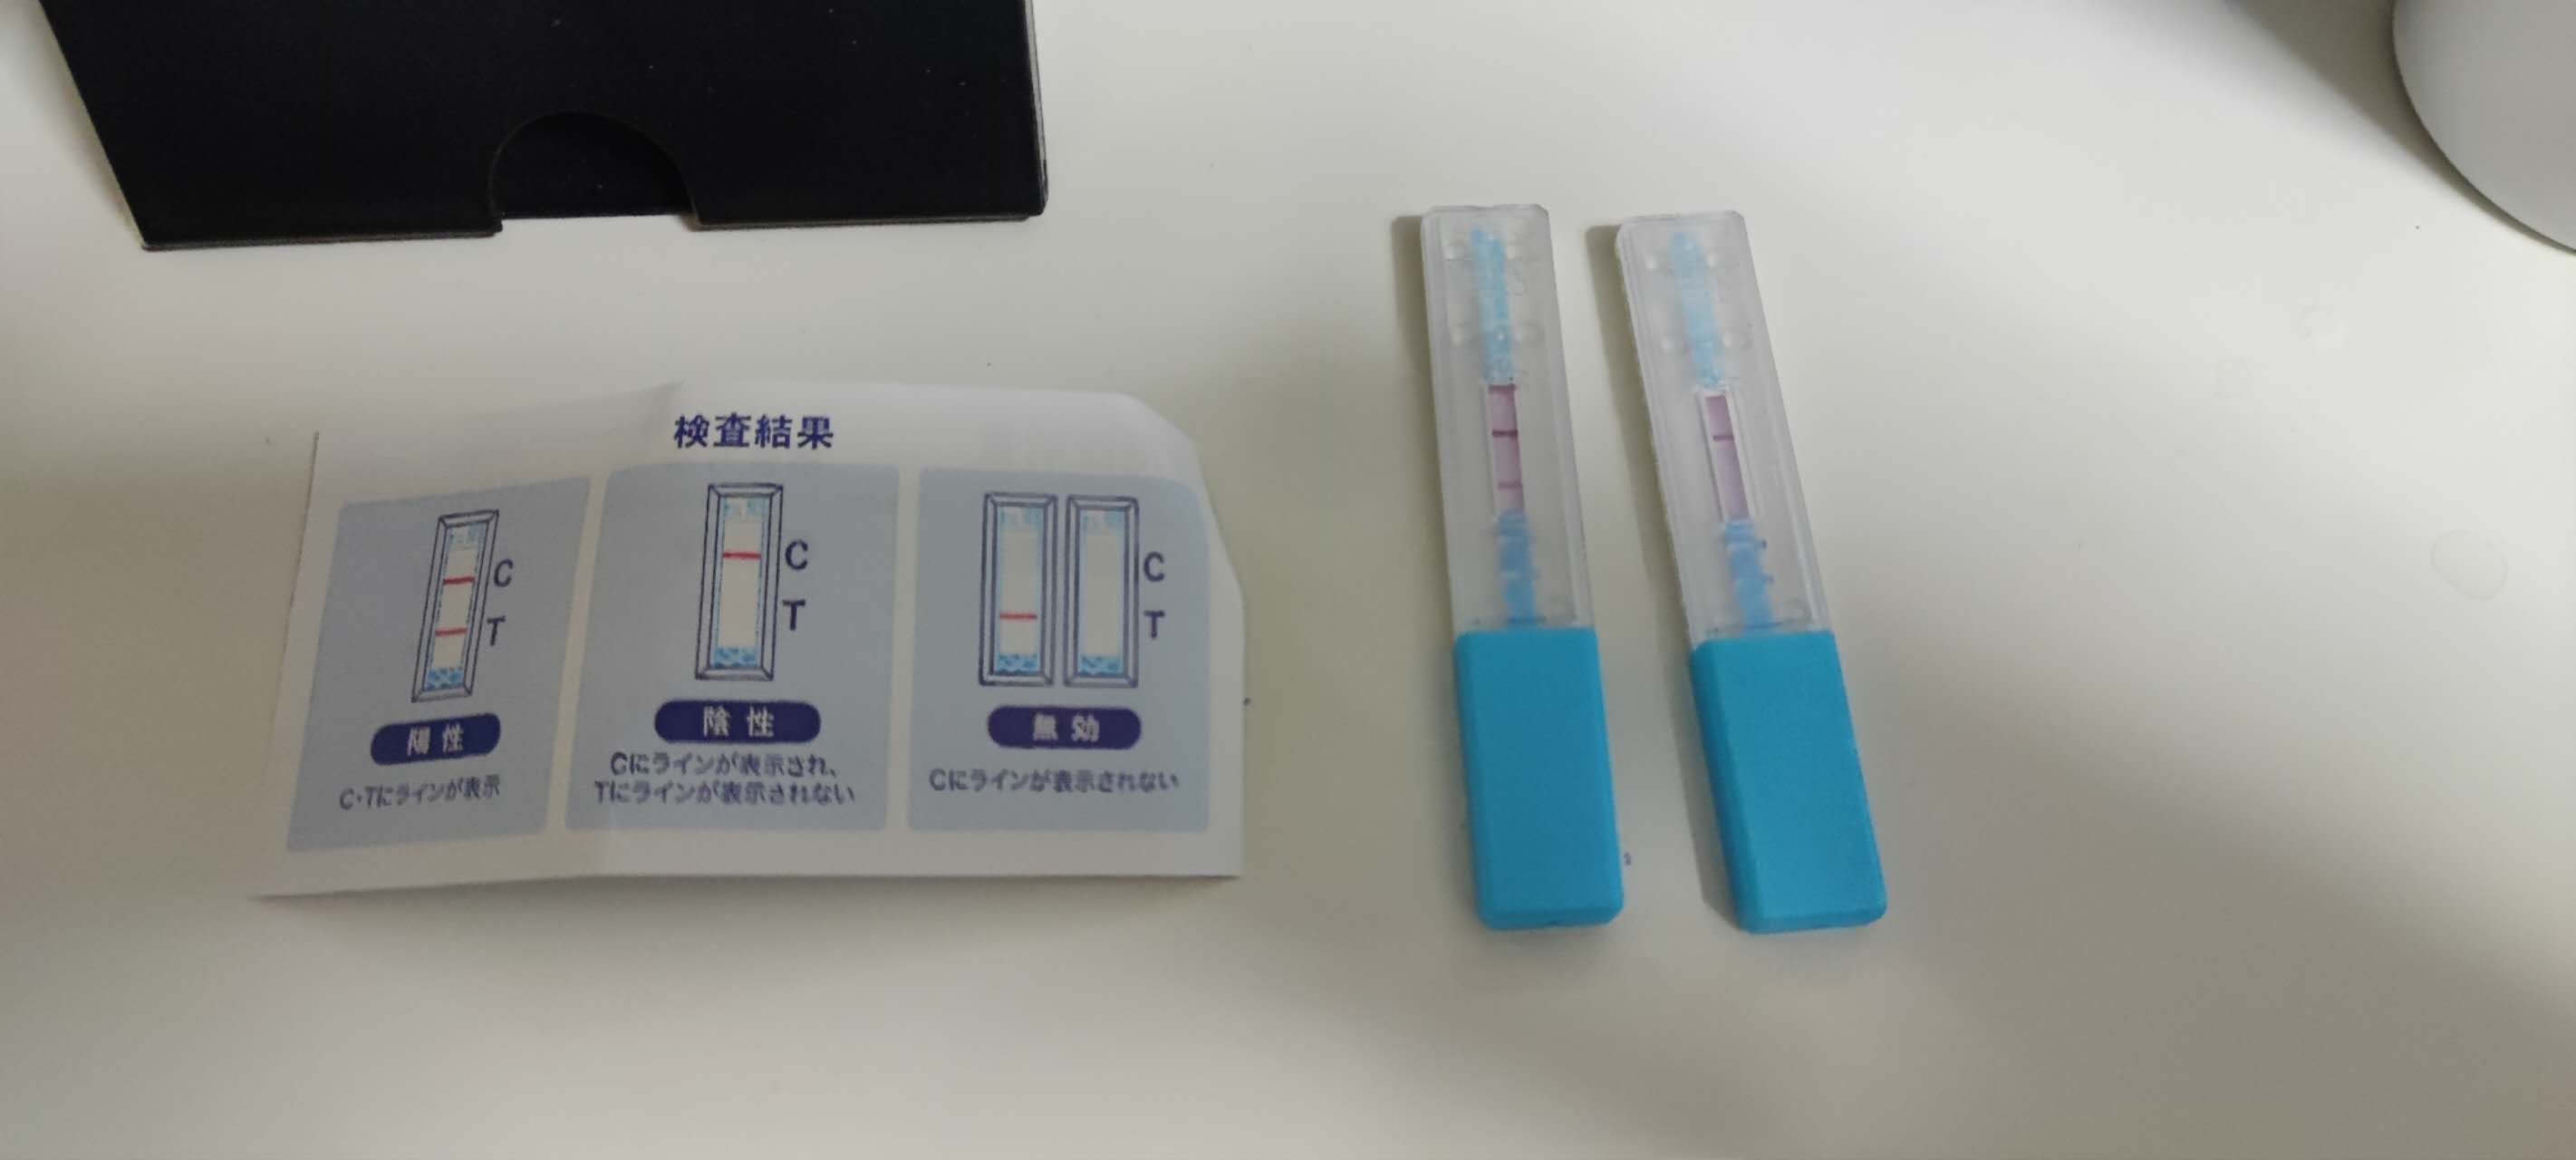 検査結果
C
T
陽性
C・Tにラインが表示
C
T
陰性
Cにラインが表示され、
Tにラインが表示されない
C
T
無効
Cにラインが表示されない